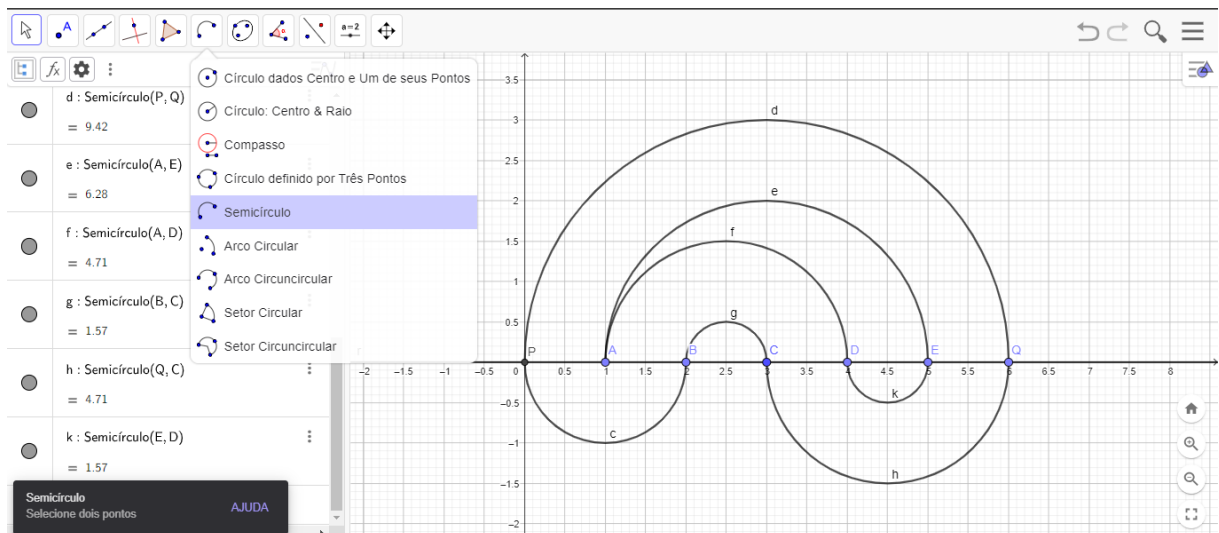 A
a=2
fx
d : Semicírculo(P, Q)
= 9.42
e : Semicírculo(A, E)
= 6.28
f : Semicírculo(A, D)
= 4.71
g : Semicírculo(B, C)
= 1.57
h : Semicírculo(Q, C)
= 4.71
k : Semicírculo(E, D)
= 1.57
Semicírculo
Selecione dois pontos
AJUDA
Círculo dados Centro e Um de seus Pontos
Círculo: Centro & Raio
Compasso
Círculo definido por Três Pontos
Semicírculo
Arco Circular
Arco Circuncircular
Setor Circular
Setor Circuncircular
3.5
3
2.5
2
1.5
1
0.5
d
e
f
g
P A B C D E Q
−2 −1.5 −1 −0.5 0 0.5 1 1.5 2 2.5 3 3.5 4 4.5 5 5.5 6 6.5 7 7.5 8
−0.5
k
c
−1
h
−1.5
−2